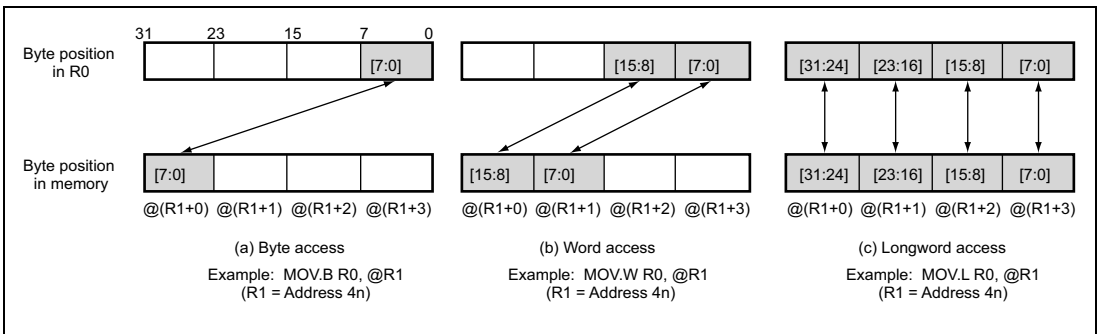 31 23 15 7 0
Byte position
in R0
[7:0]
[15:8] [7:0]
[31:24] [23:16] [15:8] [7:0]
Byte position
in memory
[7:0]
[15:8] [7:0]
[31:24] [23:16] [15:8] [7:0]
@(R1+0) @(R1+1) @(R1+2) @(R1+3)
@(R1+0) @(R1+1) @(R1+2) @(R1+3)
@(R1+0) @(R1+1) @(R1+2) @(R1+3)
(a) Byte access
Example: MOV.B R0, @R1
(R1 = Address 4n)
(b) Word access
Example: MOV.W R0, @R1
(R1 = Address 4n)
(c) Longword access
Example: MOV.L R0, @R1
(R1 = Address 4n)